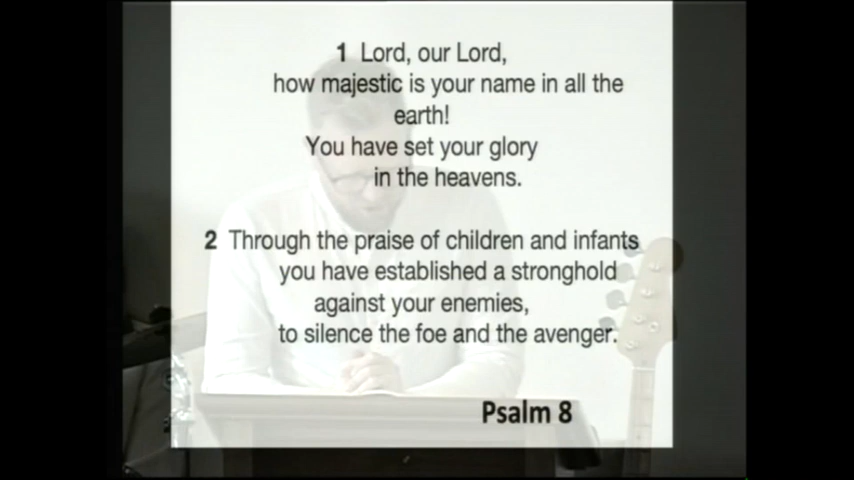 1 Lord, our Lord,
how majestic is your name in all the
earth!
You have set your glory
in the heavens.
2 Through the praise of children and infants
you have established a stronghold
against your enemies,
to silence the foe and the avenger.
Psalm 8